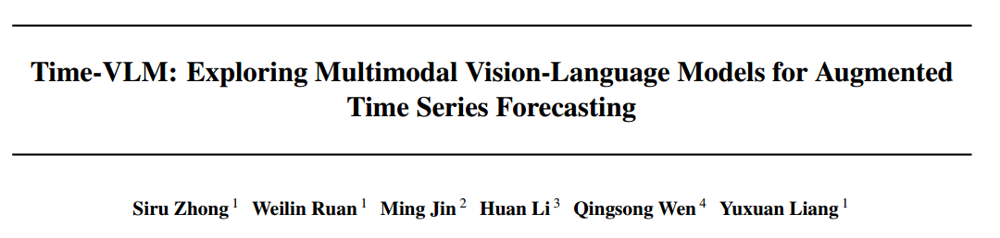 Time-VLM: Exploring Multimodal Vision-Language Models for Augmented
Time Series Forecasting
Siru Zhong 1 Weilin Ruan 1 Ming Jin 2 Huan Li 3 Qingsong Wen 4 Yuxuan Liang 1